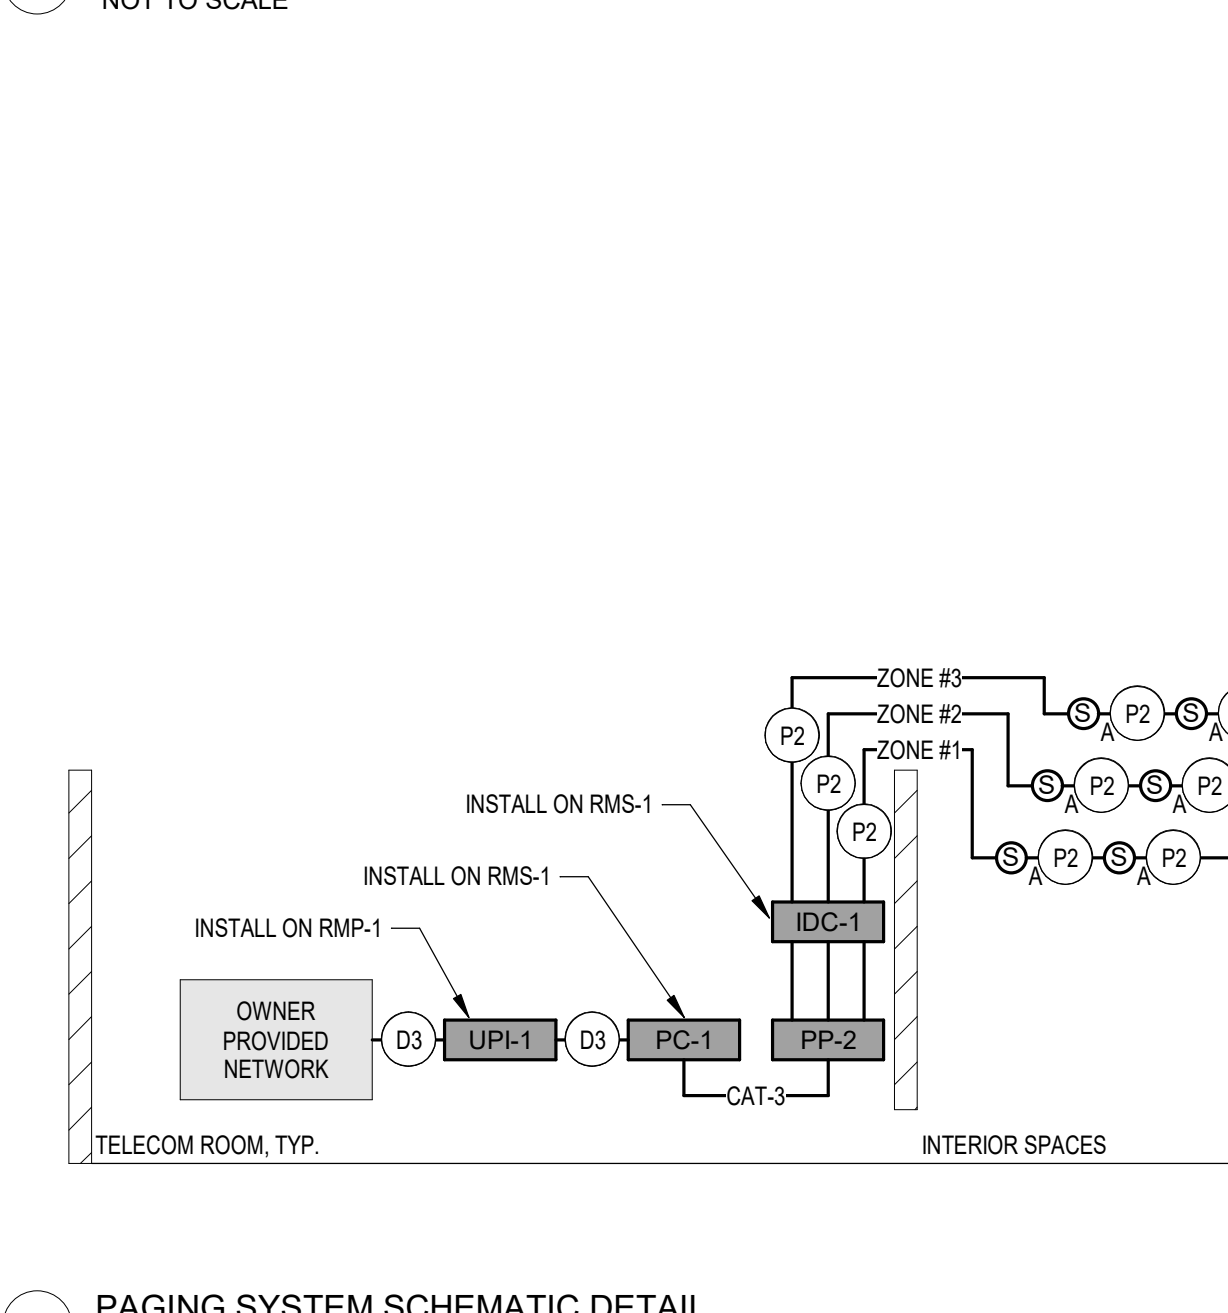 NOT TO SCALE
ZONE #3
S A P2 S A
P2
ZONE #2
P2
S A P2 S A P2
ZONE #1
P2
S A P2 S A P2
INSTALL ON RMS-1
INSTALL ON RMS-1
INSTALL ON RMP-1
IDC-1
OWNER
PROVIDED
NETWORK
D3 UPI-1 D3 PC-1 PP-2
CAT-3
TELECOM ROOM, TYP. INTERIOR SPACES
PAGING SYSTEM SCHEMATIC DETAIL